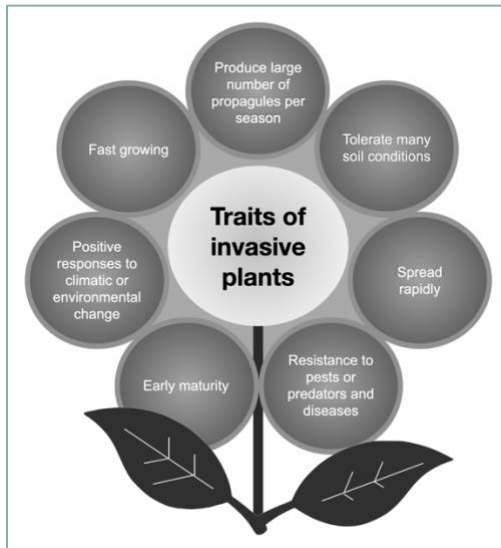 Produce large
number of
propagules per
season
Tolerate many
soil conditions
Spread
rapidly
Resistance to
pests or
predators and
diseases
Early maturity
Positive
responses to
climatic or
environmental
change
Fast growing
Traits of
invasive
plants